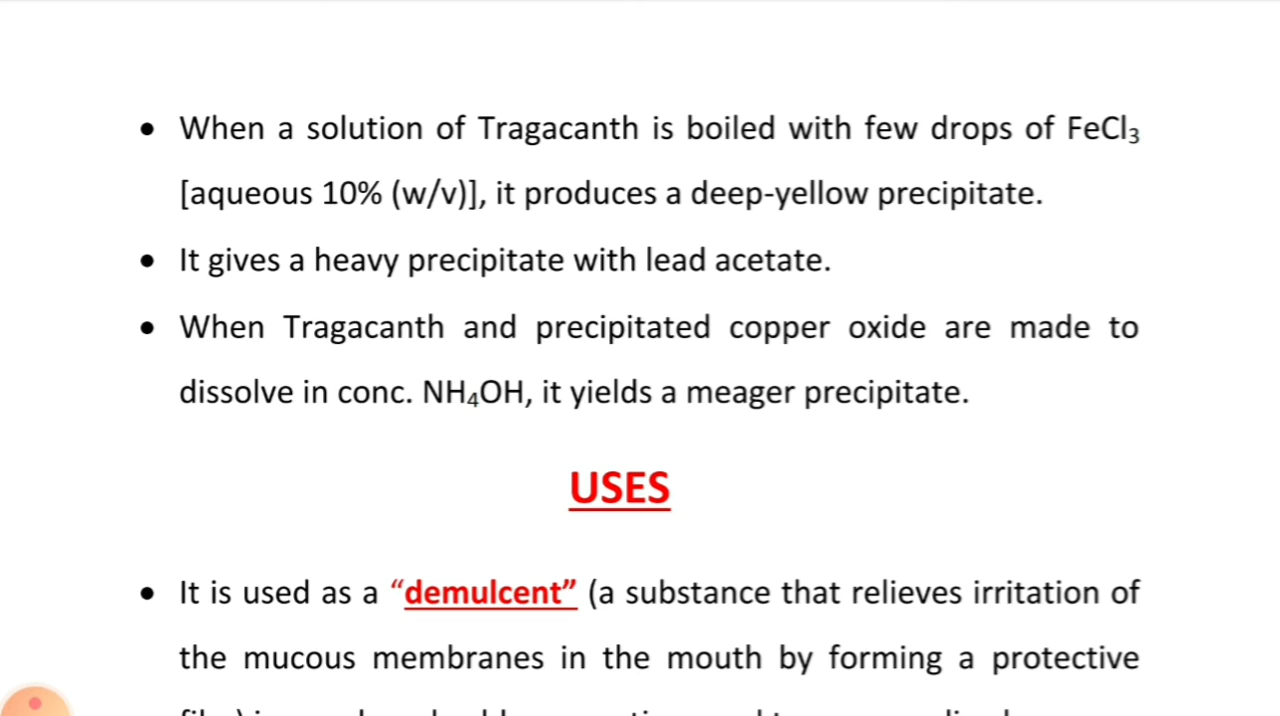 • When a solution of Tragacanth is boiled with few drops of FeCl₃
[aqueous 10% (w/v)], it produces a deep-yellow precipitate.
• It gives a heavy precipitate with lead acetate.
• When Tragacanth and precipitated copper oxide are made to
dissolve in conc. NH₄OH, it yields a meager precipitate.
USES
• It is used as a “demulcent” (a substance that relieves irritation of
the mucous membranes in the mouth by forming a protective